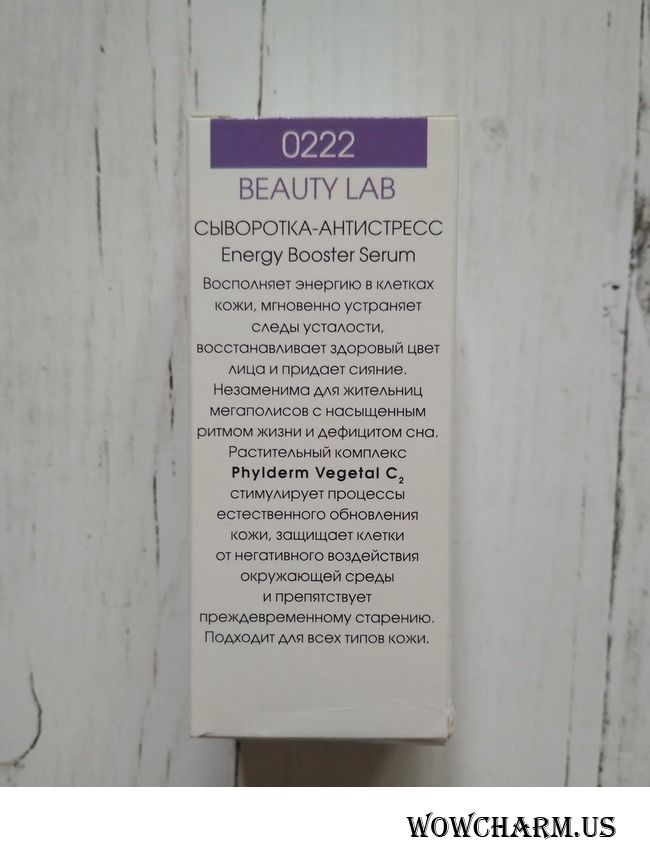 0222
BEAUTY LAB
СЫВОРОТКА-АНТИСТРЕСС
Energy Booster Serum
Восполняет энергию в клетках
кожи, мгновенно устраняет
следы усталости,
восстанавливает здоровый цвет
лица и придает сияние.
Незаменима для жительниц
мегаполисов с насыщенным
ритмом жизни и дефицитом сна.
Растительный комплекс
Phylderm Vegetal C₂
стимулирует процессы
естественного обновления
кожи, защищает клетки
от негативного воздействия
окружающей среды
и препятствует
преждевременному старению.
Подходит для всех типов кожи.
WOWCHARM.US